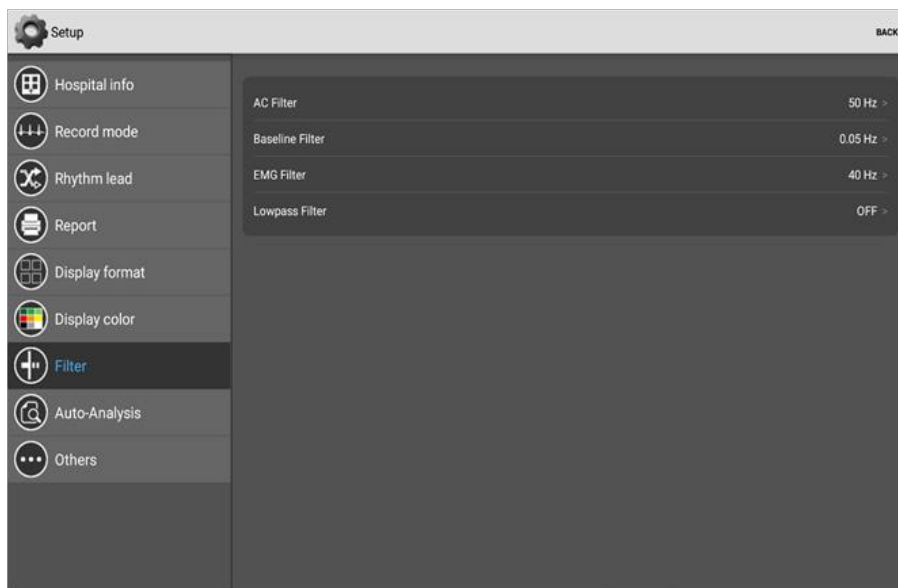 Setup
BACK
Hospital info
Record mode
Rhythm lead
Report
Display format
Display color
Filter
Auto-Analysis
Others
AC Filter 50 Hz >
Baseline Filter 0.05 Hz >
EMG Filter 40 Hz >
Lowpass Filter OFF >